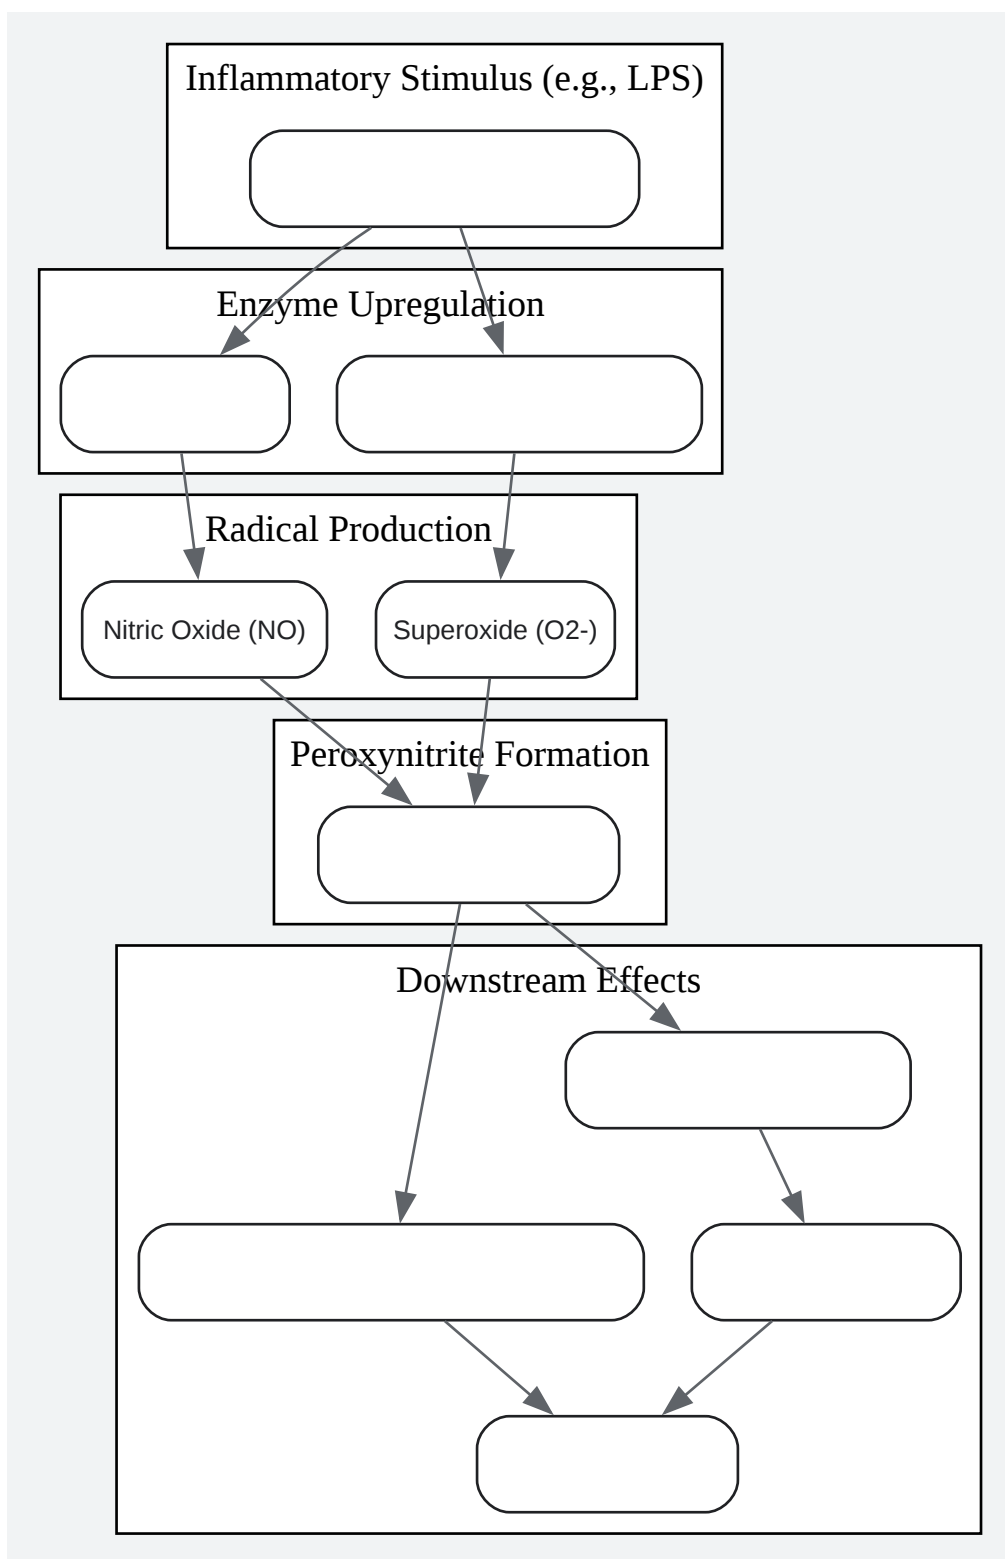 Inflammatory Stimulus (e.g., LPS)
Enzyme Upregulation
Radical Production
Nitric Oxide (NO)
Superoxide (O2-)
Peroxynitrite Formation
Downstream Effects